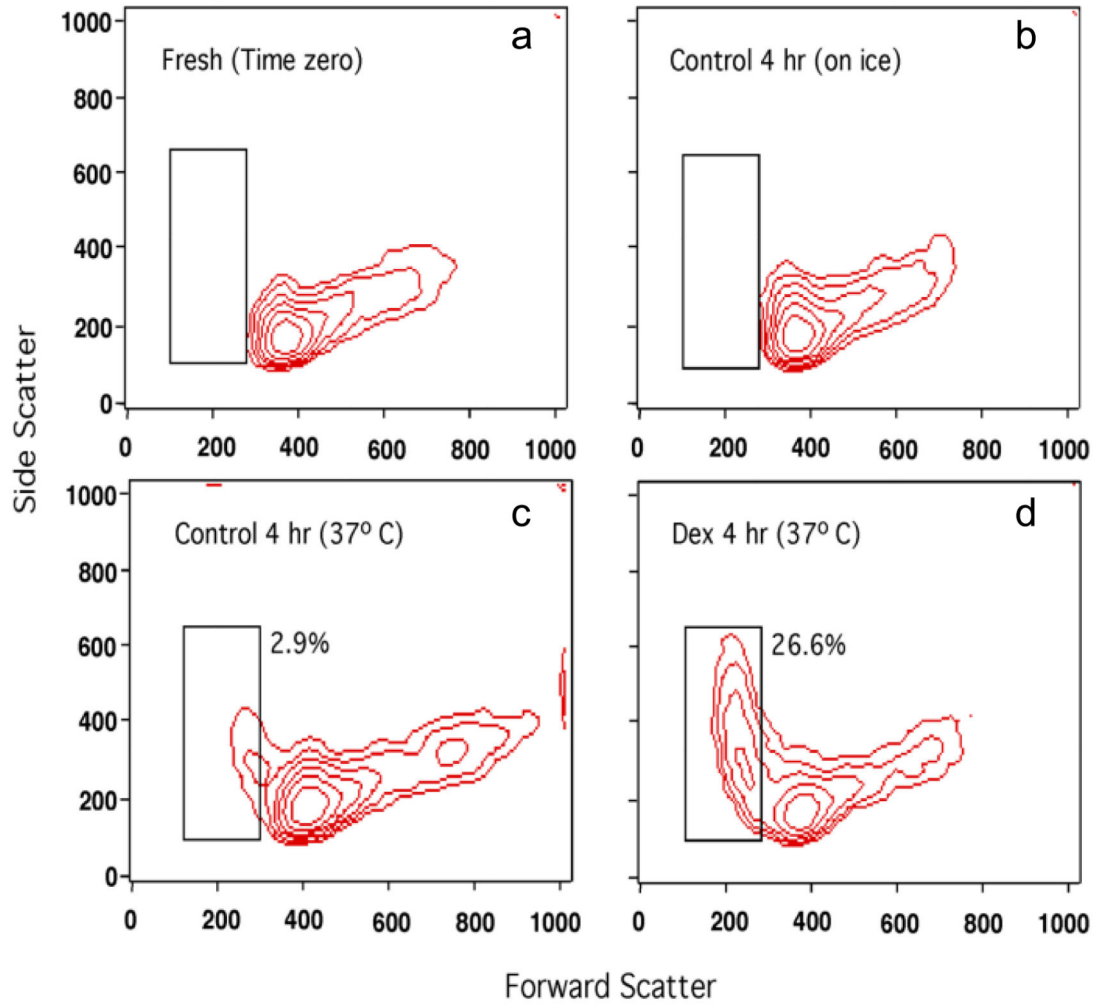 a
Fresh (Time zero)
1000
800
600
400
200
0
0 200 400 600 800 1000
b
Control 4 hr (on ice)
0 200 400 600 800 1000
c
Control 4 hr (37º C)
2.9%
1000
800
600
400
200
0
0 200 400 600 800 1000
d
Dex 4 hr (37º C)
26.6%
200 400 600 800 1000
Side Scatter
Forward Scatter